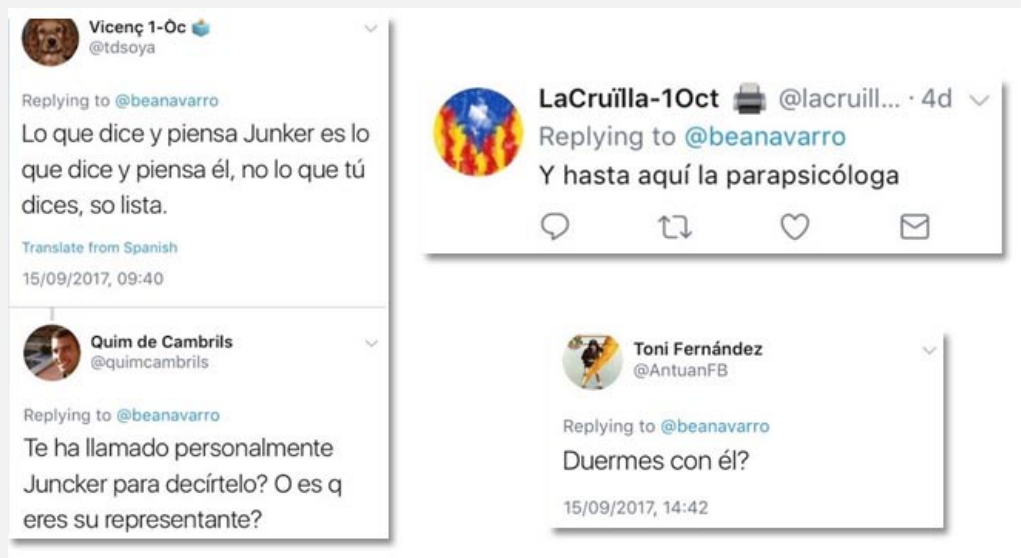 Vicenç 1-Òc
@tdsoya
Replying to @beanavarro
Lo que dice y piensa Junker es lo
que dice y piensa él, no lo que tú
dices, so lista.
Translate from Spanish
15/09/2017, 09:40
Quim de Cambrils
@quimcambrils
Replying to @beanavarro
Te ha llamado personalmente
Juncker para decírtelo? O es q
eres su representante?
LaCruïlla-1Oct @lacruill... · 4d
Replying to @beanavarro
Y hasta aquí la parapsicóloga
Toni Fernández
@AntuanFB
Replying to @beanavarro
Duermes con él?
15/09/2017, 14:42